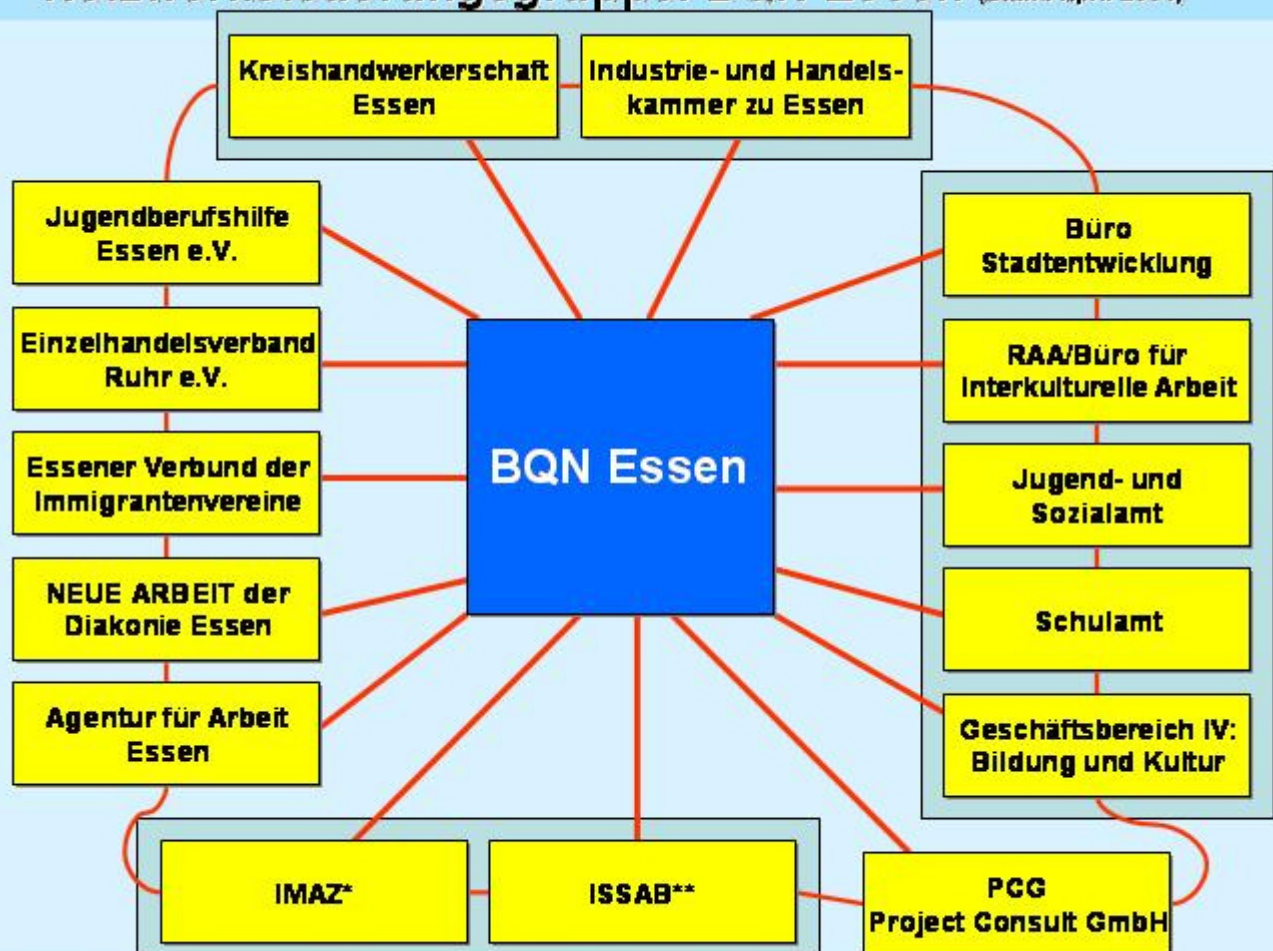 BQN Essen
Kreishandwerkerschaft
Essen
Industrie- und Handels-
kammer zu Essen
Jugendberufshilfe
Essen e.V.
Einzelhandelsverband
Ruhr e.V.
Essener Verbund der
Immigrantenvereine
NEUE ARBEIT der
Diakonie Essen
Agentur für Arbeit
Essen
Büro
Stadtentwicklung
RAA/Büro für
Interkulturelle Arbeit
Jugend- und
Sozialamt
Schulamt
Geschäftsbereich IV:
Bildung und Kultur
IMAZ*
ISSAB**
PCG
Project Consult GmbH